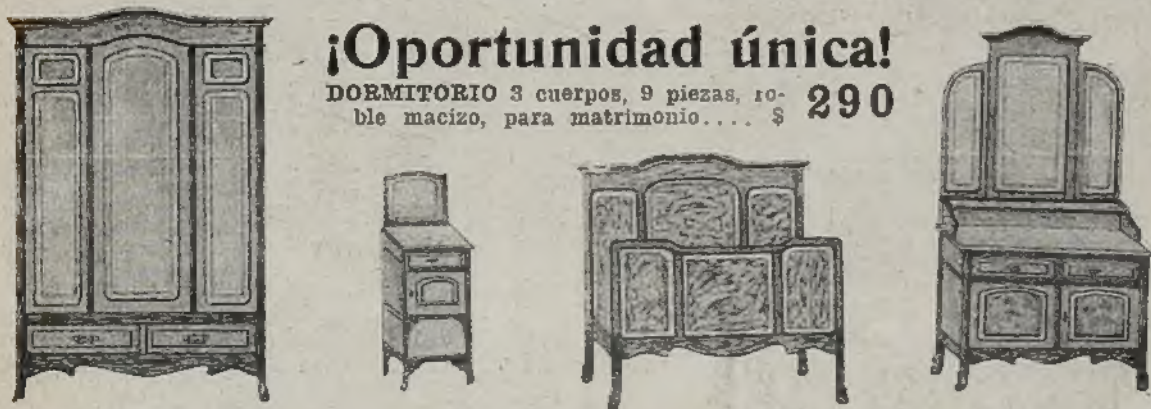 ¡Oportunidad única!
DORMITORIO 3 cuerpos, 9 piezas, ro-
ble macizo, para matrimonio.... $ 290